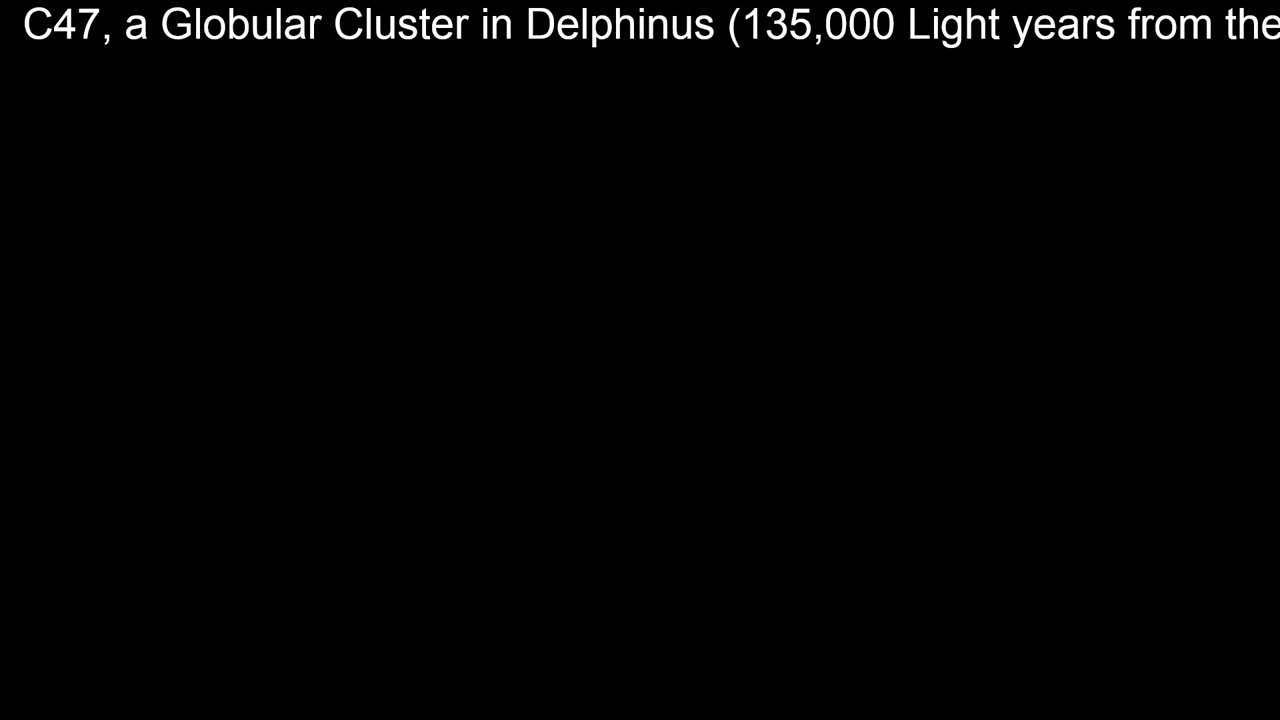 C47, a Globular Cluster in Delphinus (135,000 Light years from the